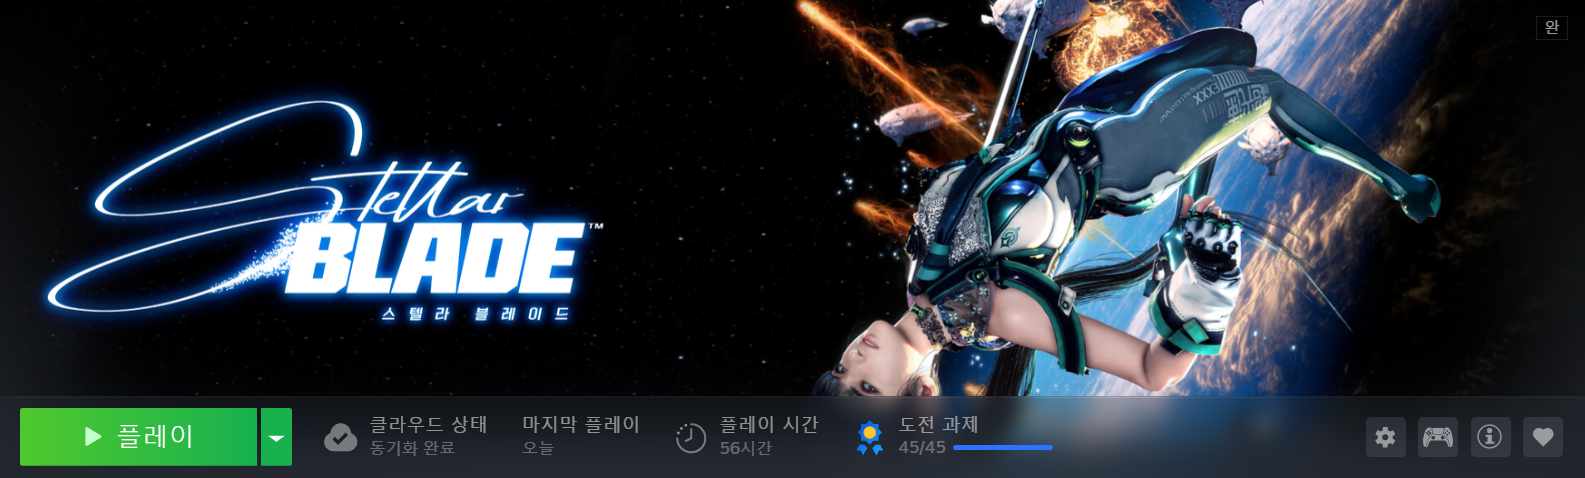 완
Stellar
BLADE™
스텔라 블레이드
플레이
클라우드 상태
동기화 완료
마지막 플레이
오늘
플레이 시간
56시간
도전 과제
45/45